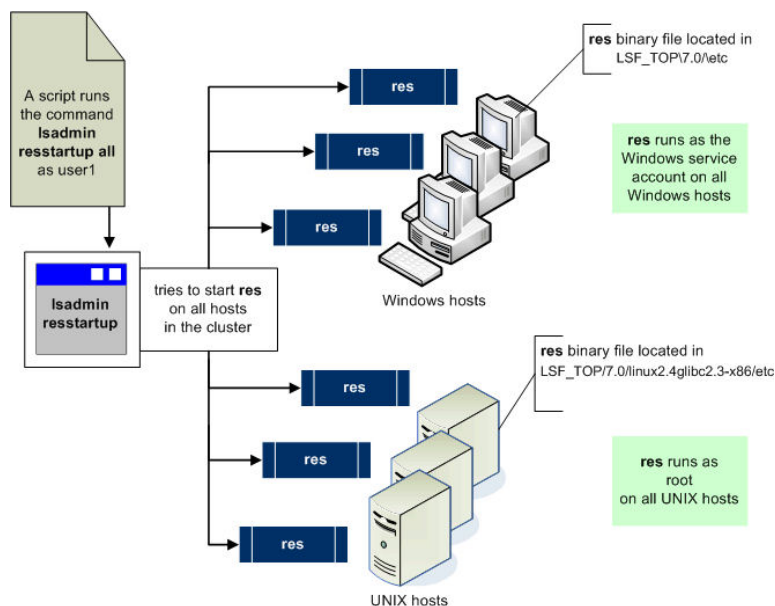 A script runs
the command
lsadmin
resstartup all
as user1
lsadmin
resstartup
tries to start res
on all hosts
in the cluster
res
res
res
res binary file located in
LSF_TOP\7.0/\etc
res runs as the
Windows service
account on all
Windows hosts
Windows hosts
res
res
res
res binary file located in
LSF_TOP/7.0/linux2.4glibc2.3-x86/etc
res runs as
root
on all UNIX hosts
UNIX hosts